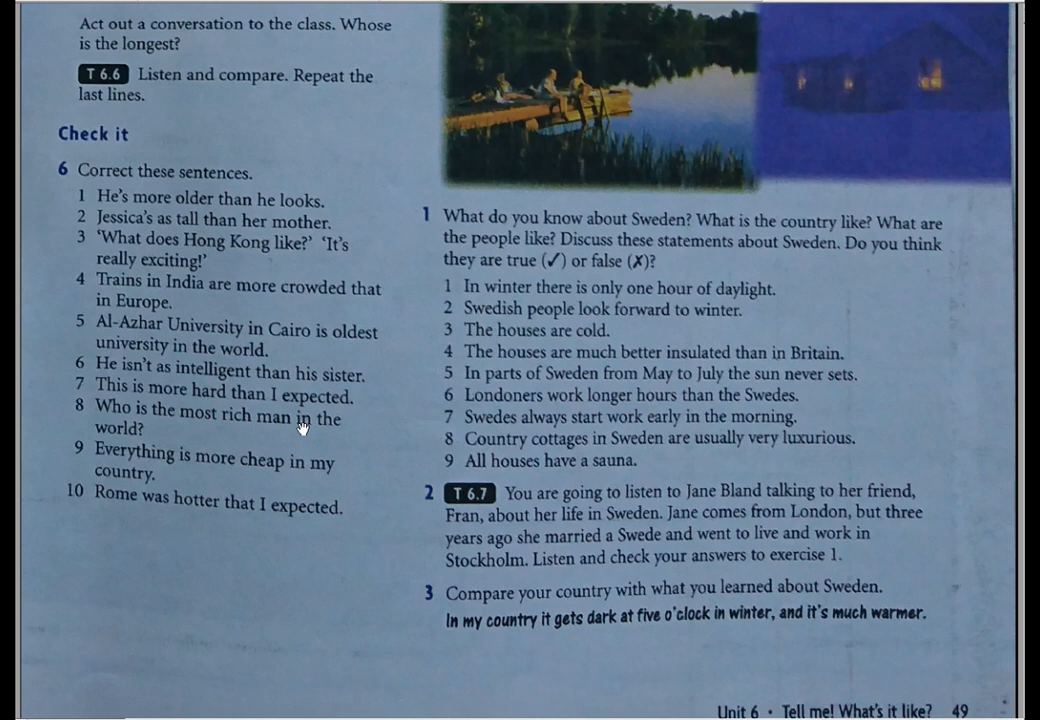 Act out a conversation to the class. Whose
is the longest?
T 6.6 Listen and compare. Repeat the
last lines.
Check it
6 Correct these sentences.
1 He's more older than he looks.
2 Jessica's as tall than her mother.
3 'What does Hong Kong like?' 'It's
really exciting!'
4 Trains in India are more crowded that
in Europe.
5 Al-Azhar University in Cairo is oldest
university in the world.
6 He isn't as intelligent than his sister.
7 This is more hard than I expected.
8 Who is the most rich man in the
world?
9 Everything is more cheap in my
country.
10 Rome was hotter that I expected.
1 What do you know about Sweden? What is the country like? What are
the people like? Discuss these statements about Sweden. Do you think
they are true (✓) or false (✗)?
1 In winter there is only one hour of daylight.
2 Swedish people look forward to winter.
3 The houses are cold.
4 The houses are much better insulated than in Britain.
5 In parts of Sweden from May to July the sun never sets.
6 Londoners work longer hours than the Swedes.
7 Swedes always start work early in the morning.
8 Country cottages in Sweden are usually very luxurious.
9 All houses have a sauna.
2 T 6.7 You are going to listen to Jane Bland talking to her friend,
Fran, about her life in Sweden. Jane comes from London, but three
years ago she married a Swede and went to live and work in
Stockholm. Listen and check your answers to exercise 1.
3 Compare your country with what you learned about Sweden.
In my country it gets dark at five o'clock in winter, and it's much warmer.
Unit 6 • Tell me! What's it like? 49